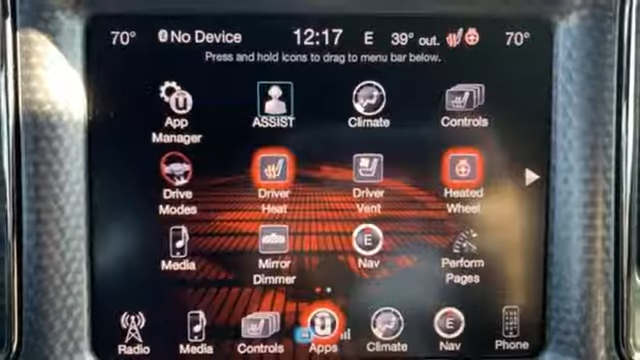 70° No Device 12:17 E 39° out. 70°
Press and hold icons to drag to menu bar below.
App Manager ASSIST Climate Controls
Drive Modes Driver Heat Driver Vent Heated Wheel
Media Mirror Dimmer E Nav Perform Pages
Radio Media Controls U Apps Climate E Nav Phone